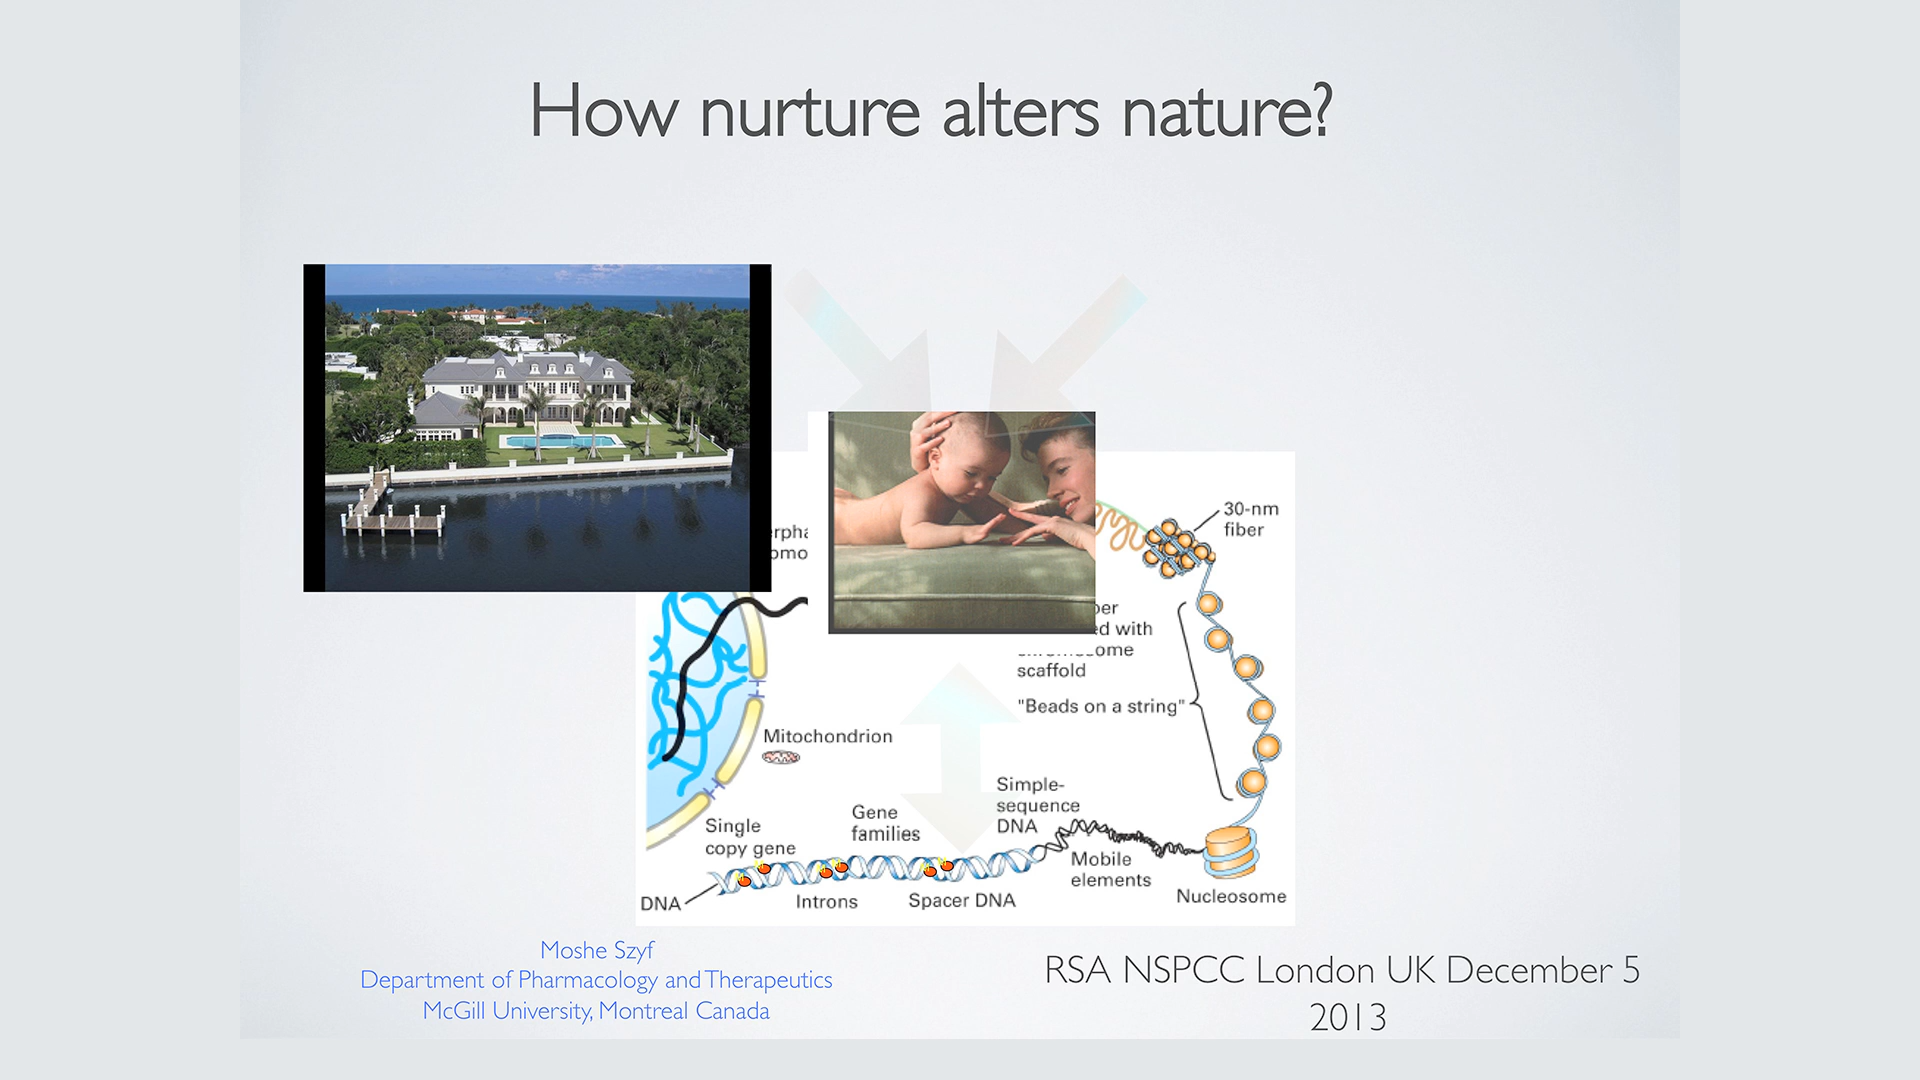 How nurture alters nature?
30-nm
fiber
scaffold
"Beads on a string"
Mitochondrion
Simple-
sequence
DNA
Gene
families
Single
copy gene
Mobile
elements
DNA
Introns
Spacer DNA
Nucleosome
Moshe Szyf
Department of Pharmacology and Therapeutics
McGill University, Montreal Canada
RSA NSPCC London UK December 5
2013